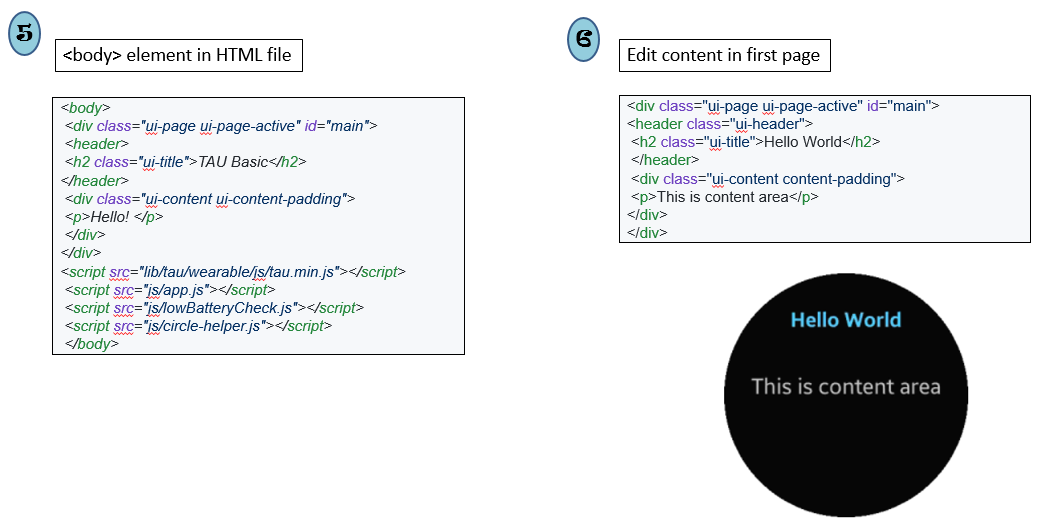 5
<body> element in HTML file
<body>
<div class="ui-page ui-page-active" id="main">
<header>
<h2 class="ui-title">TAU Basic</h2>
</header>
<div class="ui-content ui-content-padding">
<p>Hello! </p>
</div>
</div>
<script src="lib/tau/wearable/js/tau.min.js"></script>
<script src="js/app.js"></script>
<script src="js/lowBatteryCheck.js"></script>
<script src="js/circle-helper.js"></script>
</body>
6
Edit content in first page
<div class="ui-page ui-page-active" id="main">
<header class="ui-header">
<h2 class="ui-title">Hello World</h2>
</header>
<div class="ui-content content-padding">
<p>This is content area</p>
</div>
</div>
Hello World
This is content area